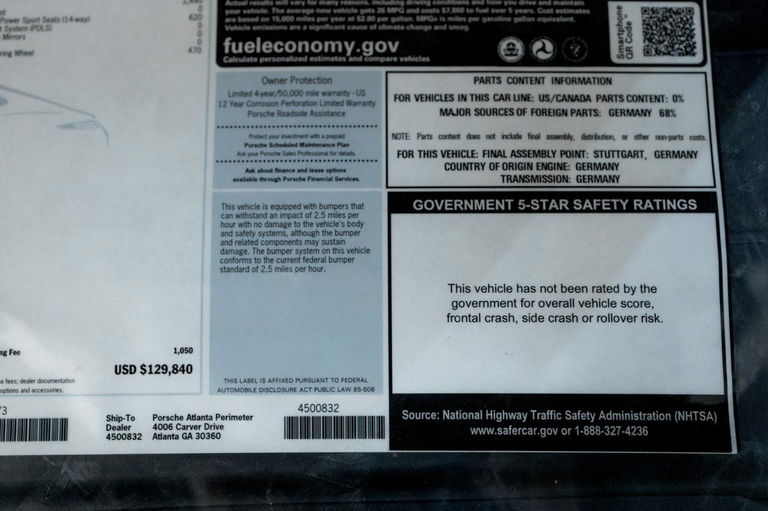 2,440
st 0
Power Sport Seats (14-way) 620
t System (PDLS) 0
Mirrors 0
0
ring Wheel 470
ng Fee 1,050
USD $129,840
e fees; dealer documentation
options and accessories.
Actual results will vary for many reasons, including driving conditions and how you drive and maintain
your vehicle. The average new vehicle gets 26 MPG and costs $7,000 to fuel over 5 years. Cost estimates
are based on 15,000 miles per year at $2.80 per gallon. MPGe is miles per gasoline gallon equivalent.
Vehicle emissions are a significant cause of climate change and smog.
fueleconomy.gov
Calculate personalized estimates and compare vehicles
Smartphone
QR Code™
Owner Protection
Limited 4-year/50,000 mile warranty - US
12 Year Corrosion Perforation Limited Warranty
Porsche Roadside Assistance
Protect your investment with a prepaid
Porsche Scheduled Maintenance Plan
Ask your Porsche Sales Professional for details.
Ask about finance and lease options
available through Porsche Financial Services.
This vehicle is equipped with bumpers that
can withstand an impact of 2.5 miles per
hour with no damage to the vehicle's body
and safety systems, although the bumper
and related components may sustain
damage. The bumper system on this vehicle
conforms to the current federal bumper
standard of 2.5 miles per hour.
THIS LABEL IS AFFIXED PURSUANT TO FEDERAL
AUTOMOBILE DISCLOSURE ACT PUBLIC LAW 85-506
PARTS CONTENT INFORMATION
FOR VEHICLES IN THIS CAR LINE: US/CANADA PARTS CONTENT: 0%
MAJOR SOURCES OF FOREIGN PARTS: GERMANY 68%
NOTE: Parts content does not include final assembly, distribution, or other non-parts costs.
FOR THIS VEHICLE: FINAL ASSEMBLY POINT: STUTTGART, GERMANY
COUNTRY OF ORIGIN ENGINE: GERMANY
TRANSMISSION: GERMANY
GOVERNMENT 5-STAR SAFETY RATINGS
This vehicle has not been rated by the
government for overall vehicle score,
frontal crash, side crash or rollover risk.
Source: National Highway Traffic Safety Administration (NHTSA)
www.safercar.gov or 1-888-327-4236
73
Ship-To Porsche Atlanta Perimeter
Dealer 4006 Carver Drive
4500832 Atlanta GA 30360
4500832